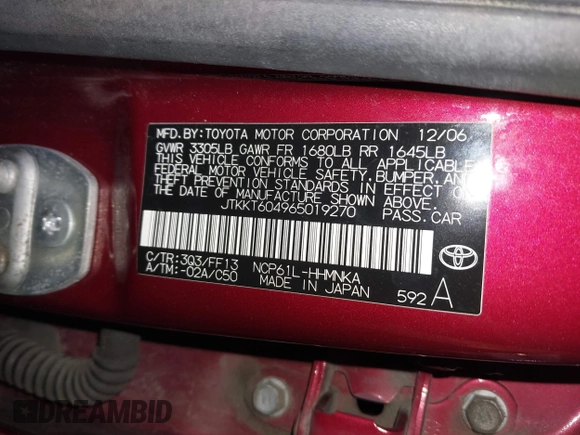 MFD.BY:TOYOTA MOTOR CORPORATION 12/06
GVWR 3305LB GAWR FR 1680LB RR 1645LB
THIS VEHICLE CONFORMS TO ALL APPLICABLE
FEDERAL MOTOR VEHICLE SAFETY, BUMPER, AND
THEFT PREVENTION STANDARDS IN EFFECT ON
THE DATE OF MANUFACTURE SHOWN ABOVE.
JTKKT604965019270 PASS. CAR
C/TR:3Q3/FF13 NCP61L-HHMNKA
A/TM:-02A/C50 MADE IN JAPAN
592 A
DREAMBID